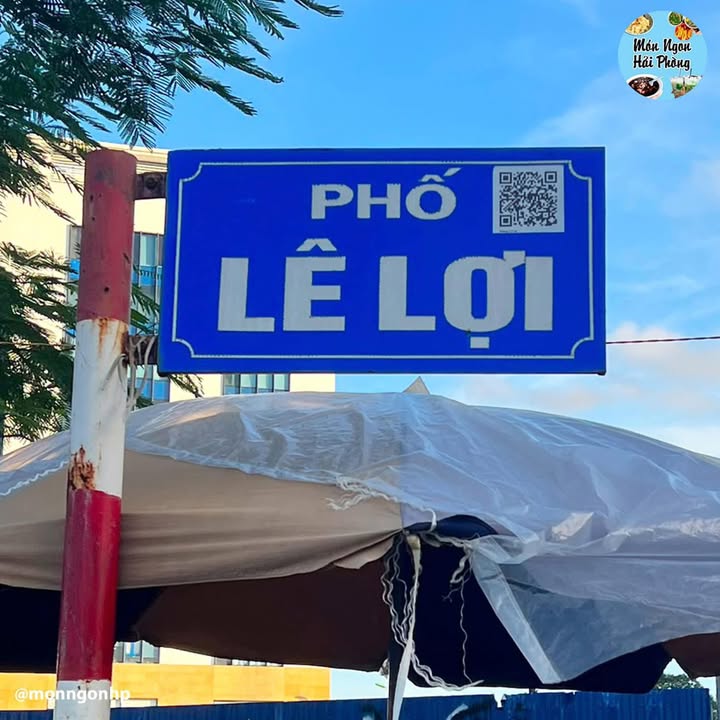 Món Ngon
Hải Phòng
PHỐ
LÊ LỢI
@monngonhp